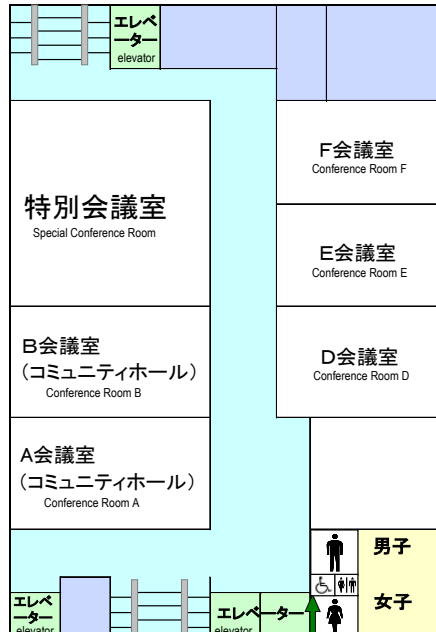 エレベ
ーター
elevator
F会議室
Conference Room F
特別会議室
Special Conference Room
E会議室
Conference Room E
B会議室
（コミュニティホール）
Conference Room B
D会議室
Conference Room D
A会議室
（コミュニティホール）
Conference Room A
男子
女子
エレベ
ーター
elevator
エレベーター
elevator